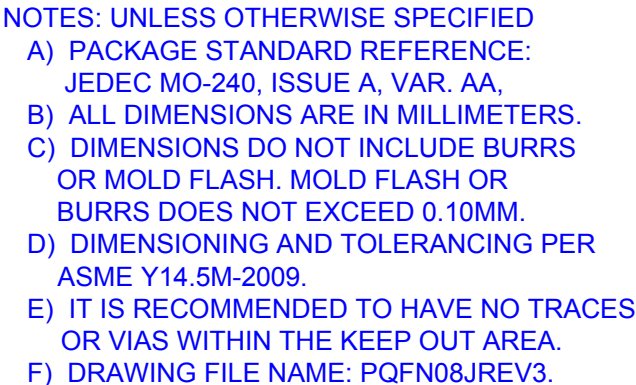 NOTES: UNLESS OTHERWISE SPECIFIED
A) PACKAGE STANDARD REFERENCE:
JEDEC MO-240, ISSUE A, VAR. AA,
B) ALL DIMENSIONS ARE IN MILLIMETERS.
C) DIMENSIONS DO NOT INCLUDE BURRS
OR MOLD FLASH. MOLD FLASH OR
BURRS DOES NOT EXCEED 0.10MM.
D) DIMENSIONING AND TOLERANCING PER
ASME Y14.5M-2009.
E) IT IS RECOMMENDED TO HAVE NO TRACES
OR VIAS WITHIN THE KEEP OUT AREA.
F) DRAWING FILE NAME: PQFN08JREV3.